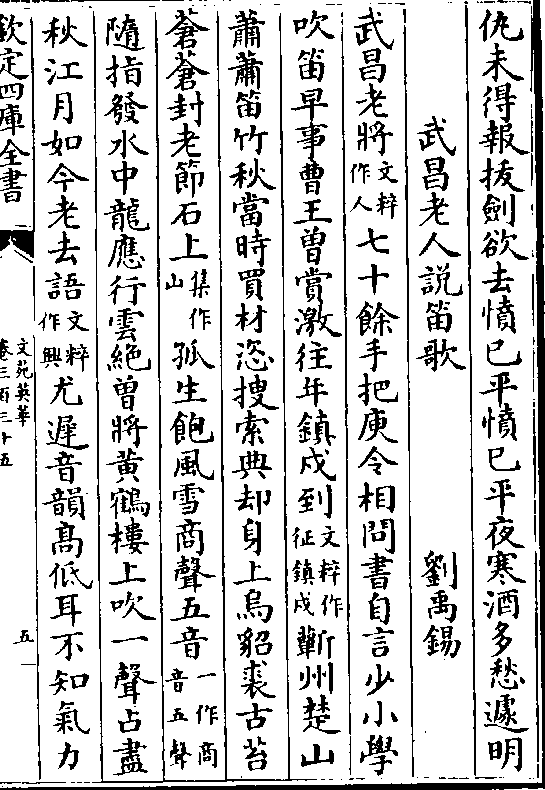 仇未得報拔劍欲去憤已平憤已平夜寒酒多愁遽明
武昌老人説笛歌 劉禹錫
武昌老將文粹作人七十餘手把庾令相問書自言少小學
吹笛早事曹王曽賞激徃年鎮戍到文粹作征鎮戍蘄州楚山
蕭蕭笛竹秋當時買材恣搜索典却身上烏貂裘古苔
蒼蒼封老節石上集作山孤生飽風雪商聲五音一作商音五聲
隨指發水中龍應行雲絶曽將黄鶴樓上吹一聲占盡
秋江月如今老去語文粹作興尤遲音韻髙低耳不知氣力
欽定四庫全書
文苑英華
卷三百三十五
五